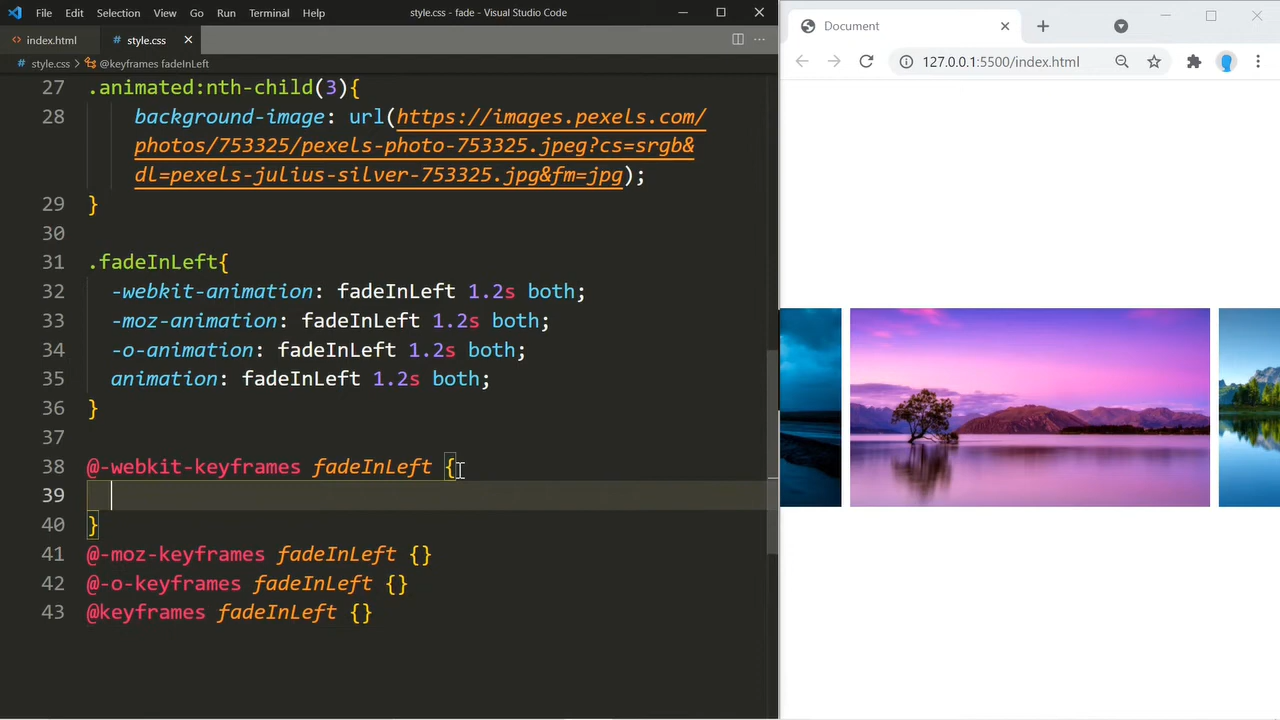 File Edit Selection View Go Run Terminal Help style.css - fade - Visual Studio Code
index.html # style.css
# style.css > @keyframes fadeInLeft
27 .animated:nth-child(3){
28 background-image: url(https://images.pexels.com/
photos/753325/pexels-photo-753325.jpeg?cs=srgb&
dl=pexels-julius-silver-753325.jpg&fm=jpg);
29 }
30
31 .fadeInLeft{
32 -webkit-animation: fadeInLeft 1.2s both;
33 -moz-animation: fadeInLeft 1.2s both;
34 -o-animation: fadeInLeft 1.2s both;
35 animation: fadeInLeft 1.2s both;
36 }
37
38 @-webkit-keyframes fadeInLeft {
39
40 }
41 @-moz-keyframes fadeInLeft {}
42 @-o-keyframes fadeInLeft {}
43 @keyframes fadeInLeft {}
Document
127.0.0.1:5500/index.html